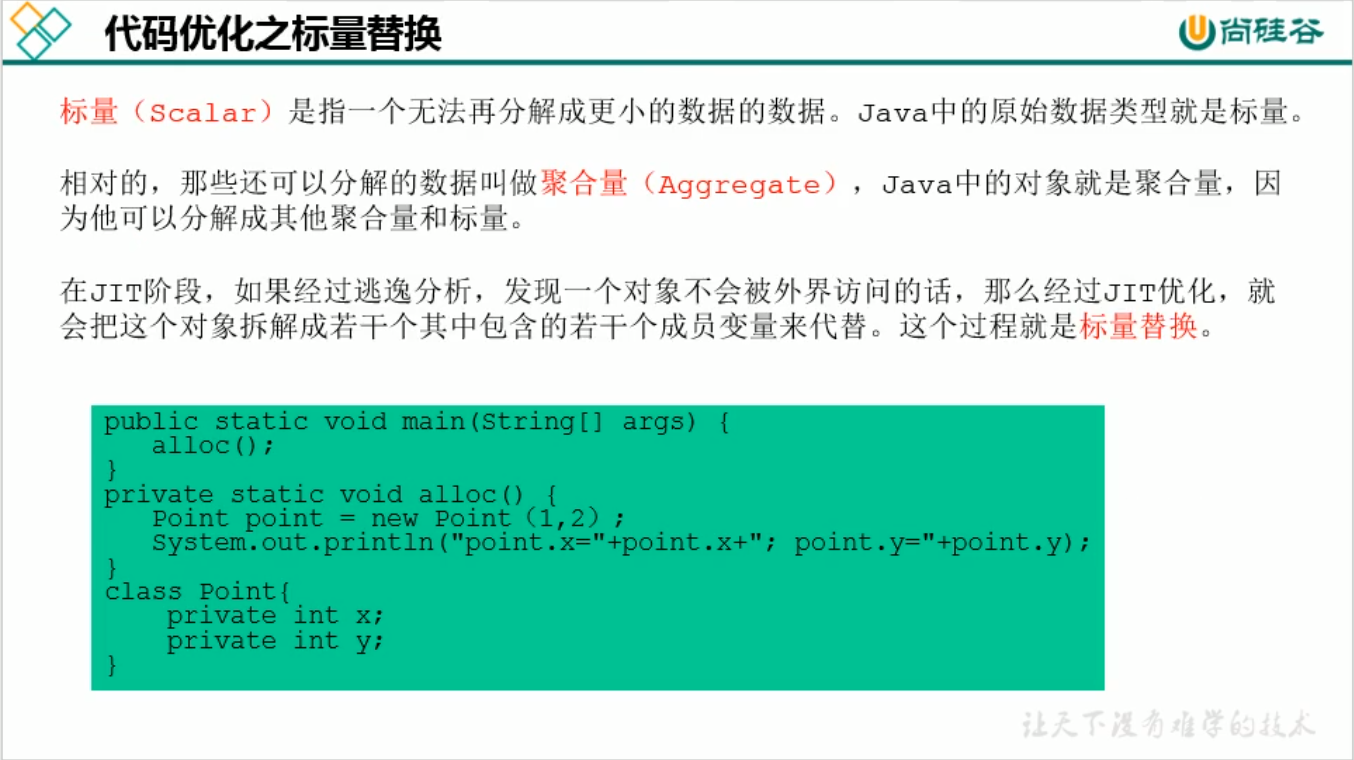 代码优化之标量替换
尚硅谷
标量（Scalar）是指一个无法再分解成更小的数据的数据。Java中的原始数据类型就是标量。
相对的，那些还可以分解的数据叫做聚合量（Aggregate），Java中的对象就是聚合量，因
为他可以分解成其他聚合量和标量。
在JIT阶段，如果经过逃逸分析，发现一个对象不会被外界访问的话，那么经过JIT优化，就
会把这个对象拆解成若干个其中包含的若干个成员变量来代替。这个过程就是标量替换。
public static void main(String[] args) {
   alloc();
}
private static void alloc() {
   Point point = new Point（1,2）;
   System.out.println("point.x="+point.x+"; point.y="+point.y);
}
class Point{
    private int x;
    private int y;
}
让天下没有难学的技术